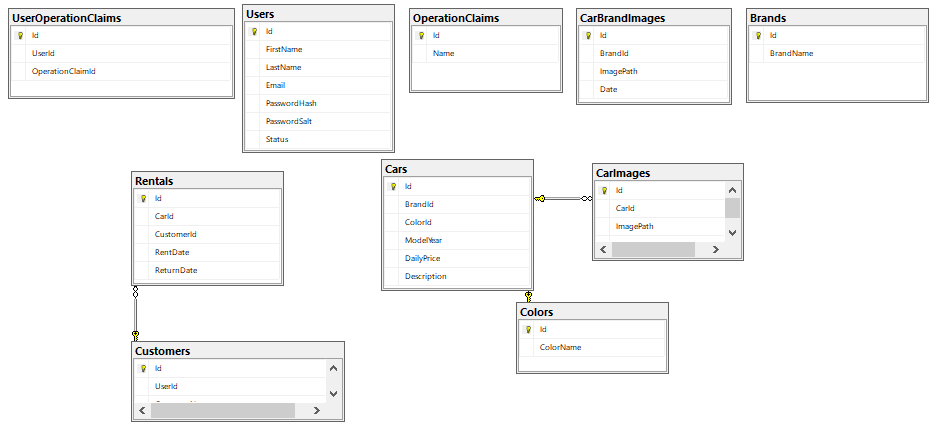 UserOperationClaims
Id
UserId
OperationClaimId
Users
Id
FirstName
LastName
Email
PasswordHash
PasswordSalt
Status
OperationClaims
Id
Name
CarBrandImages
Id
BrandId
ImagePath
Date
Brands
Id
BrandName
Rentals
Id
CarId
CustomerId
RentDate
ReturnDate
Cars
Id
BrandId
ColorId
ModelYear
DailyPrice
Description
CarImages
Id
CarId
ImagePath
Customers
Id
UserId
Colors
Id
ColorName